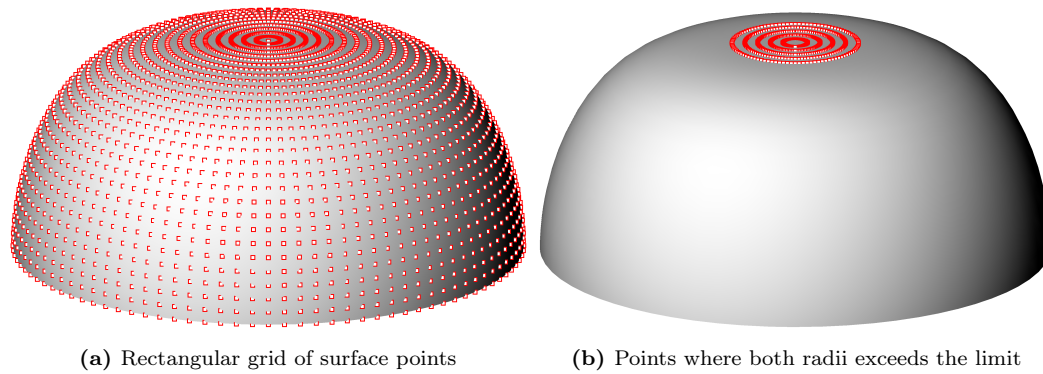 (a) Rectangular grid of surface points
(b) Points where both radii exceeds the limit